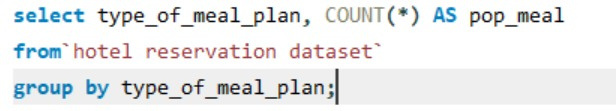 select type_of_meal_plan, COUNT(*) AS pop_meal
from`hotel reservation dataset`
group by type_of_meal_plan;